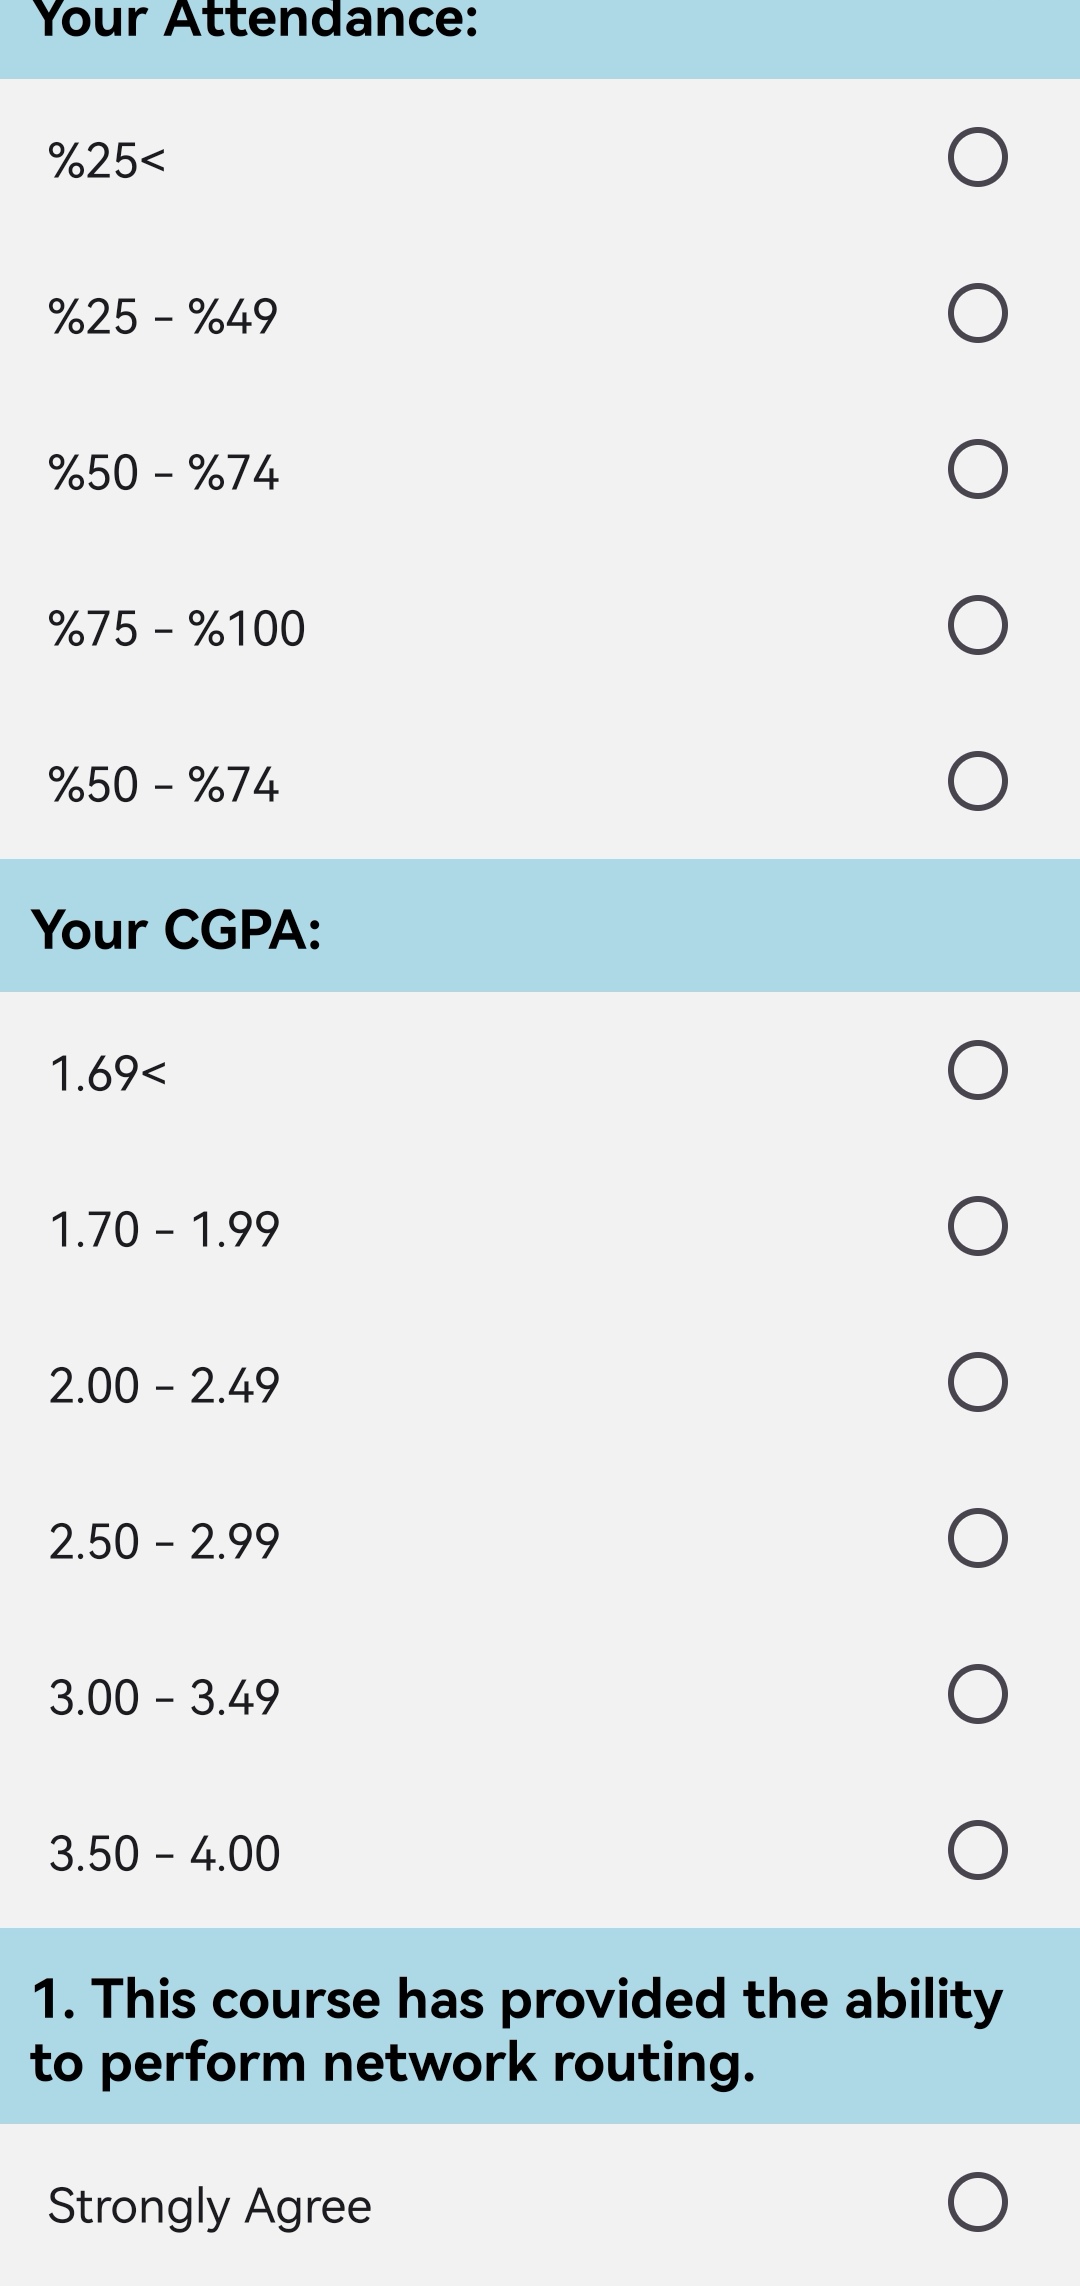 Your Attendance:
%25<
%25 - %49
%50 - %74
%75 - %100
%50 - %74
Your CGPA:
1.69<
1.70 - 1.99
2.00 - 2.49
2.50 - 2.99
3.00 - 3.49
3.50 - 4.00
1. This course has provided the ability
to perform network routing.
Strongly Agree